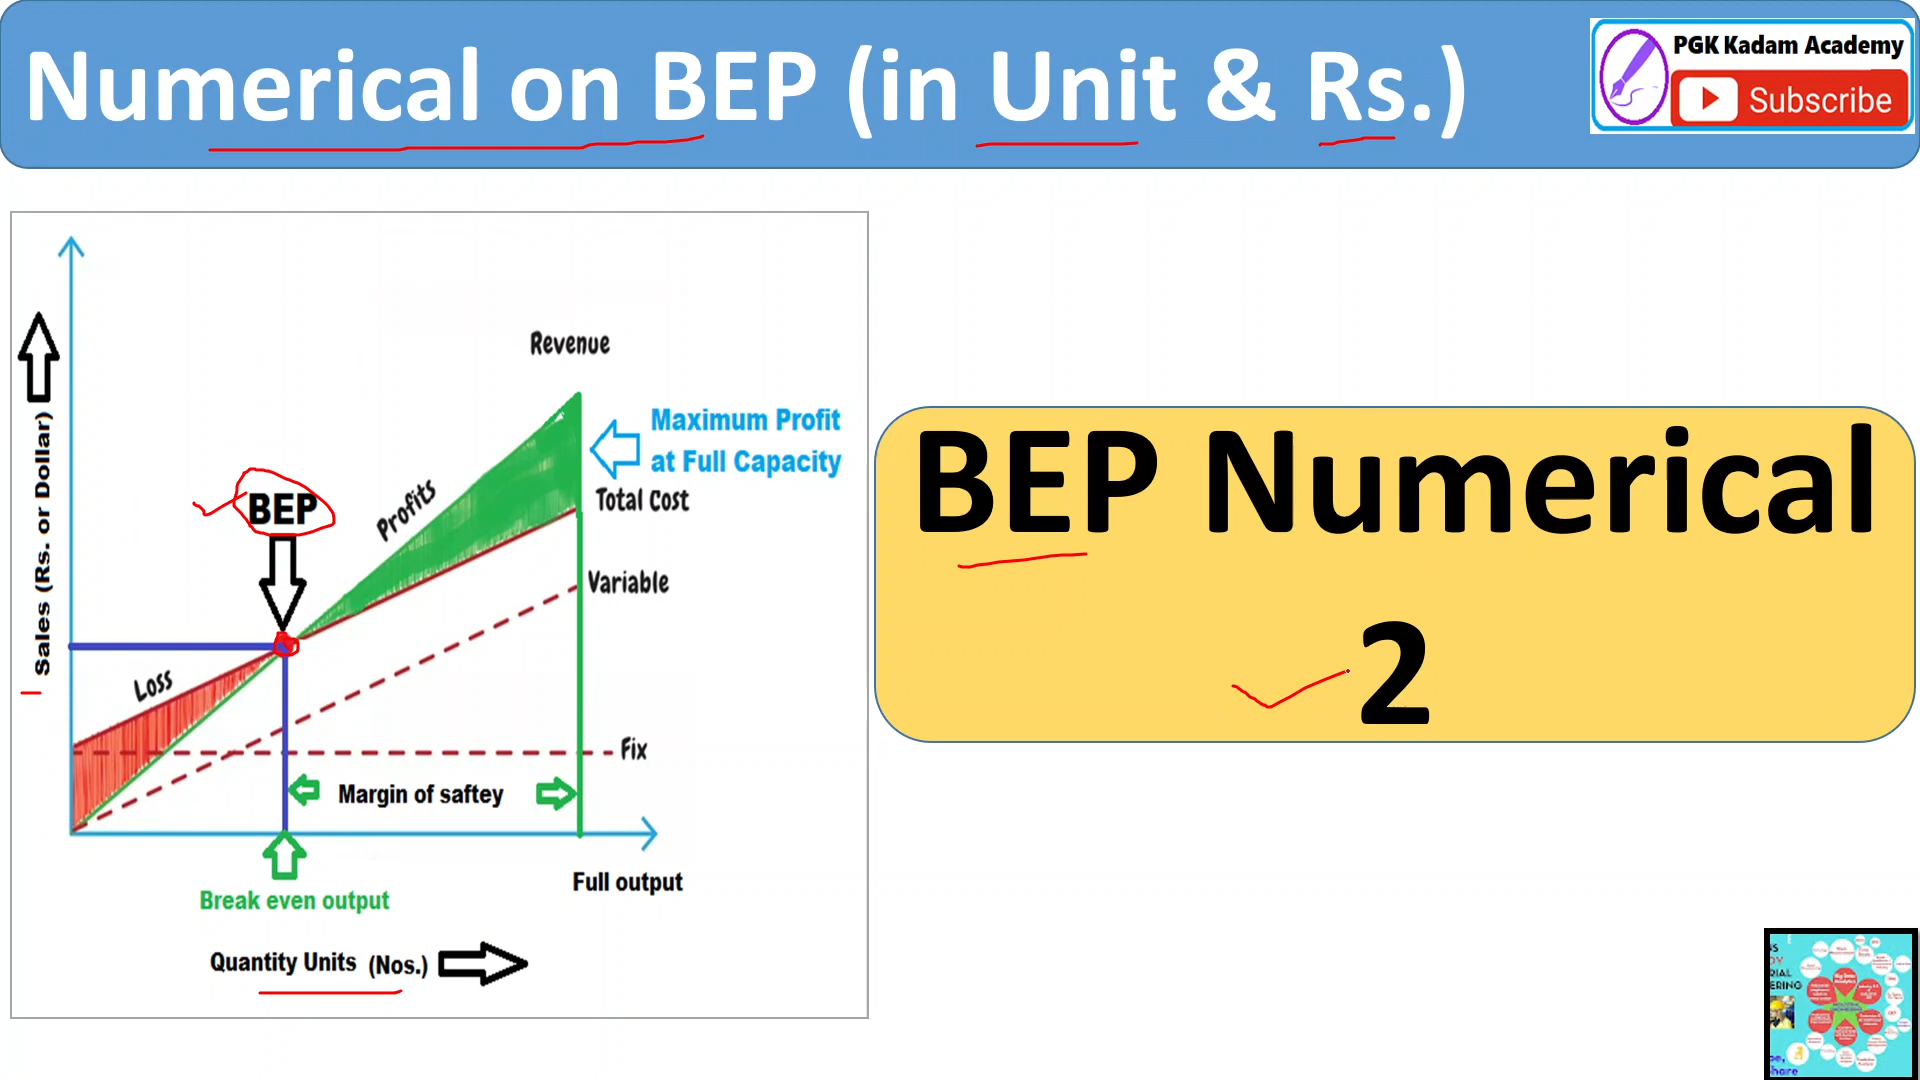 Numerical on BEP (in Unit & Rs.)
PGK Kadam Academy
Subscribe
Sales (Rs. or Dollar)
Revenue
Maximum Profit
at Full Capacity
Profits
Total Cost
BEP
Variable
Loss
Fix
Margin of saftey
Full output
Break even output
Quantity Units (Nos.)
BEP Numerical
2